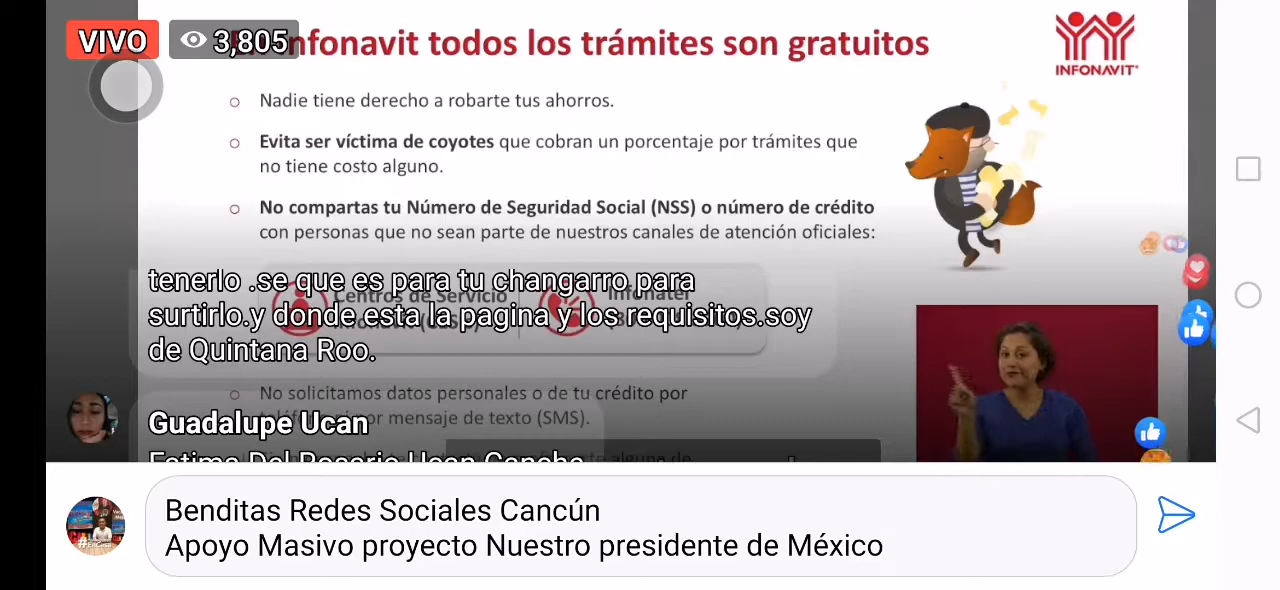 VIVO
3,805
nfonavit todos los trámites son gratuitos
INFONAVIT
Nadie tiene derecho a robarte tus ahorros.
Evita ser víctima de coyotes que cobran un porcentaje por trámites que
no tiene costo alguno.
No compartas tu Número de Seguridad Social (NSS) o número de crédito
con personas que no sean parte de nuestros canales de atención oficiales:
tenerlo .se que es para tu changarro para
Centros de Servicio
Infonatel
surtirlo.y donde esta la pagina y los requisitos.soy
de Quintana Roo.
No solicitamos datos personales o de tu crédito por
por mensaje de texto (SMS).
Guadalupe Ucan
Benditas Redes Sociales Cancún
Apoyo Masivo proyecto Nuestro presidente de México